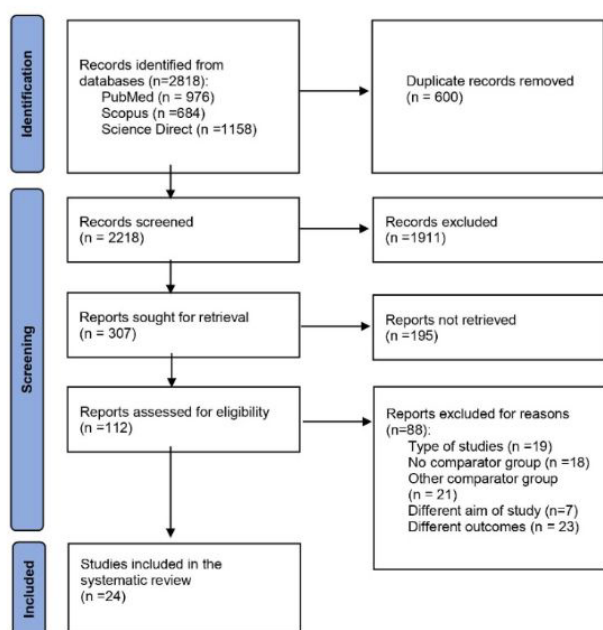 Identification
Records identified from
databases (n=2818):
PubMed (n = 976)
Scopus (n =684)
Science Direct (n =1158)
Duplicate records removed
(n = 600)
Screening
Records screened
(n = 2218)
Records excluded
(n =1911)
Reports sought for retrieval
(n = 307)
Reports not retrieved
(n =195)
Reports assessed for eligibility
(n =112)
Reports excluded for reasons
(n=88):
Type of studies (n =19)
No comparator group (n =18)
Other comparator group
(n = 21)
Different aim of study (n=7)
Different outcomes (n = 23)
Included
Studies included in the
systematic review
(n =24)